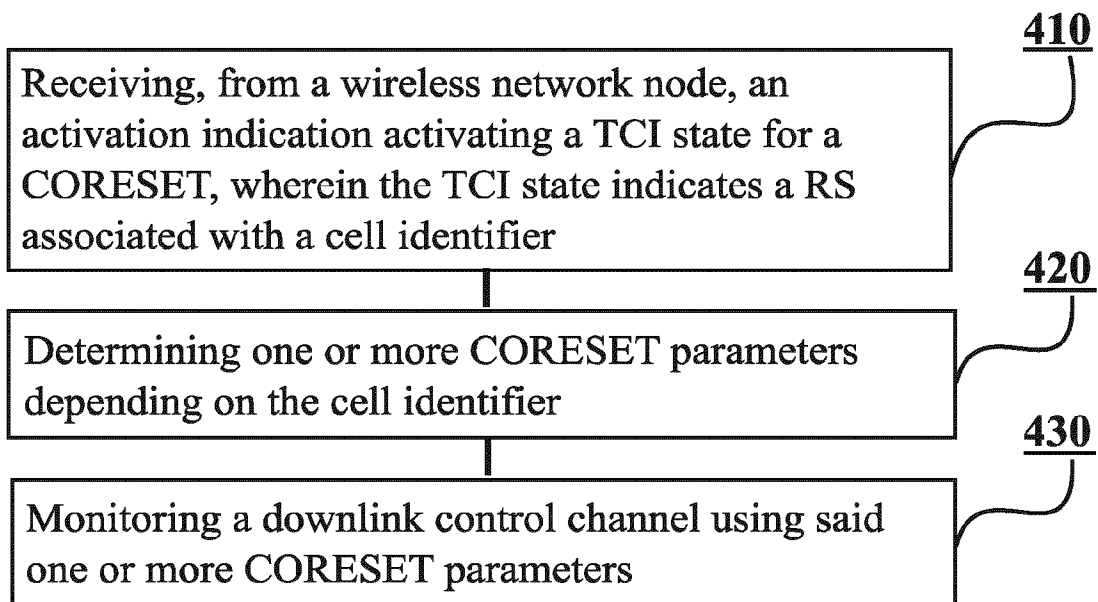 410
Receiving, from a wireless network node, an
activation indication activating a TCI state for a
CORESET, wherein the TCI state indicates a RS
associated with a cell identifier
420
Determining one or more CORESET parameters
depending on the cell identifier
430
Monitoring a downlink control channel using said
one or more CORESET parameters